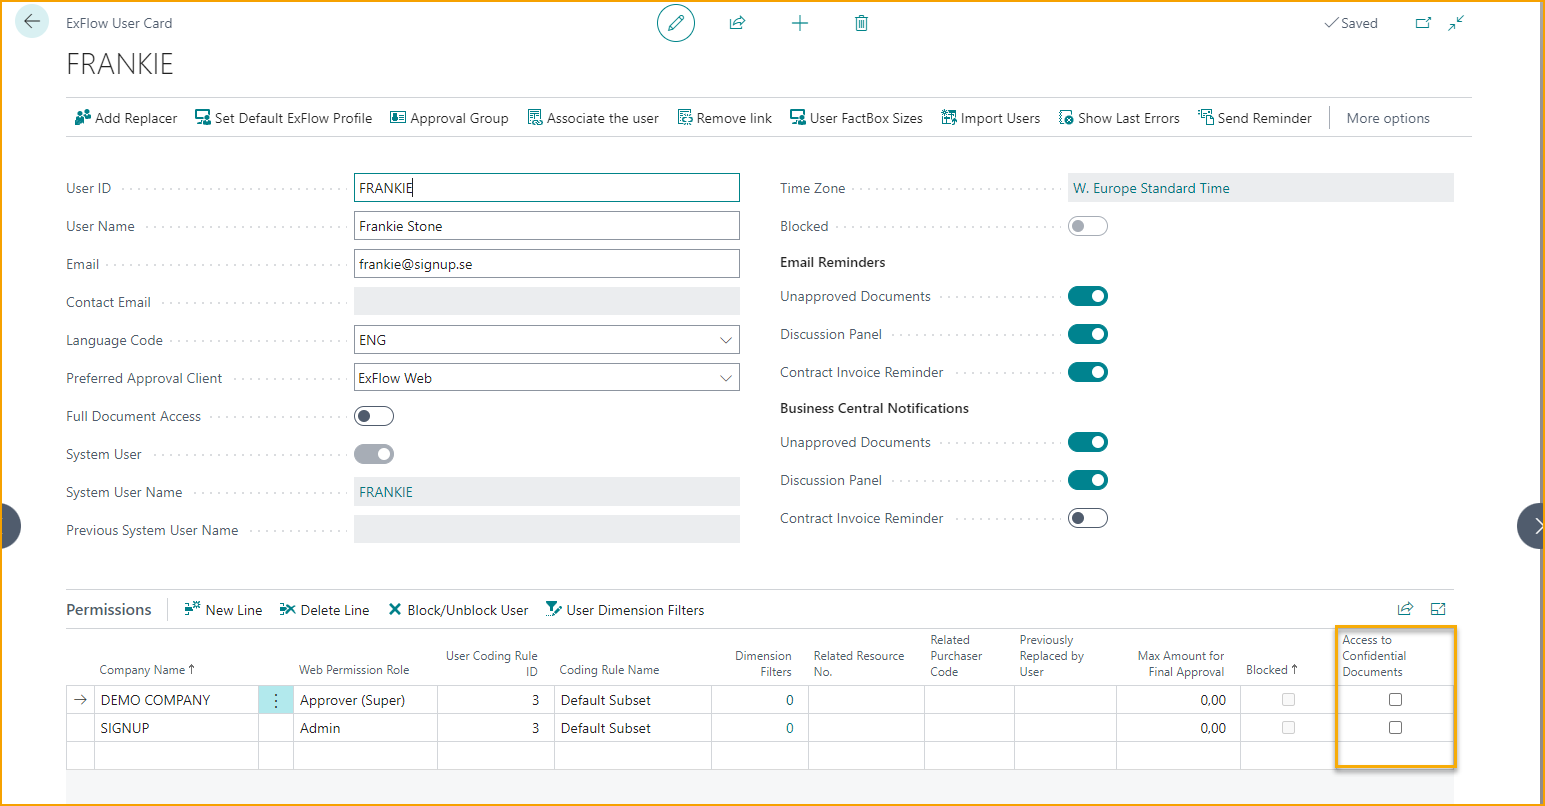 ExFlow User Card
Saved
FRANKIE
Add Replacer Set Default ExFlow Profile Approval Group Associate the user Remove link User FactBox Sizes Import Users Show Last Errors Send Reminder More options
User ID FRANKIE
User Name Frankie Stone
Email frankie@signup.se
Contact Email
Language Code ENG
Preferred Approval Client ExFlow Web
Full Document Access
System User
System User Name FRANKIE
Previous System User Name
Time Zone W. Europe Standard Time
Blocked
Email Reminders
Unapproved Documents
Discussion Panel
Contract Invoice Reminder
Business Central Notifications
Unapproved Documents
Discussion Panel
Contract Invoice Reminder
Permissions New Line Delete Line Block/Unblock User User Dimension Filters
Company Name ↑ Web Permission Role User Coding Rule ID Coding Rule Name Dimension Filters Related Resource No. Related Purchaser Code Previously Replaced by User Max Amount for Final Approval Blocked ↑ Access to Confidential Documents
DEMO COMPANY Approver (Super) 3 Default Subset 0 0,00
SIGNUP Admin 3 Default Subset 0 0,00